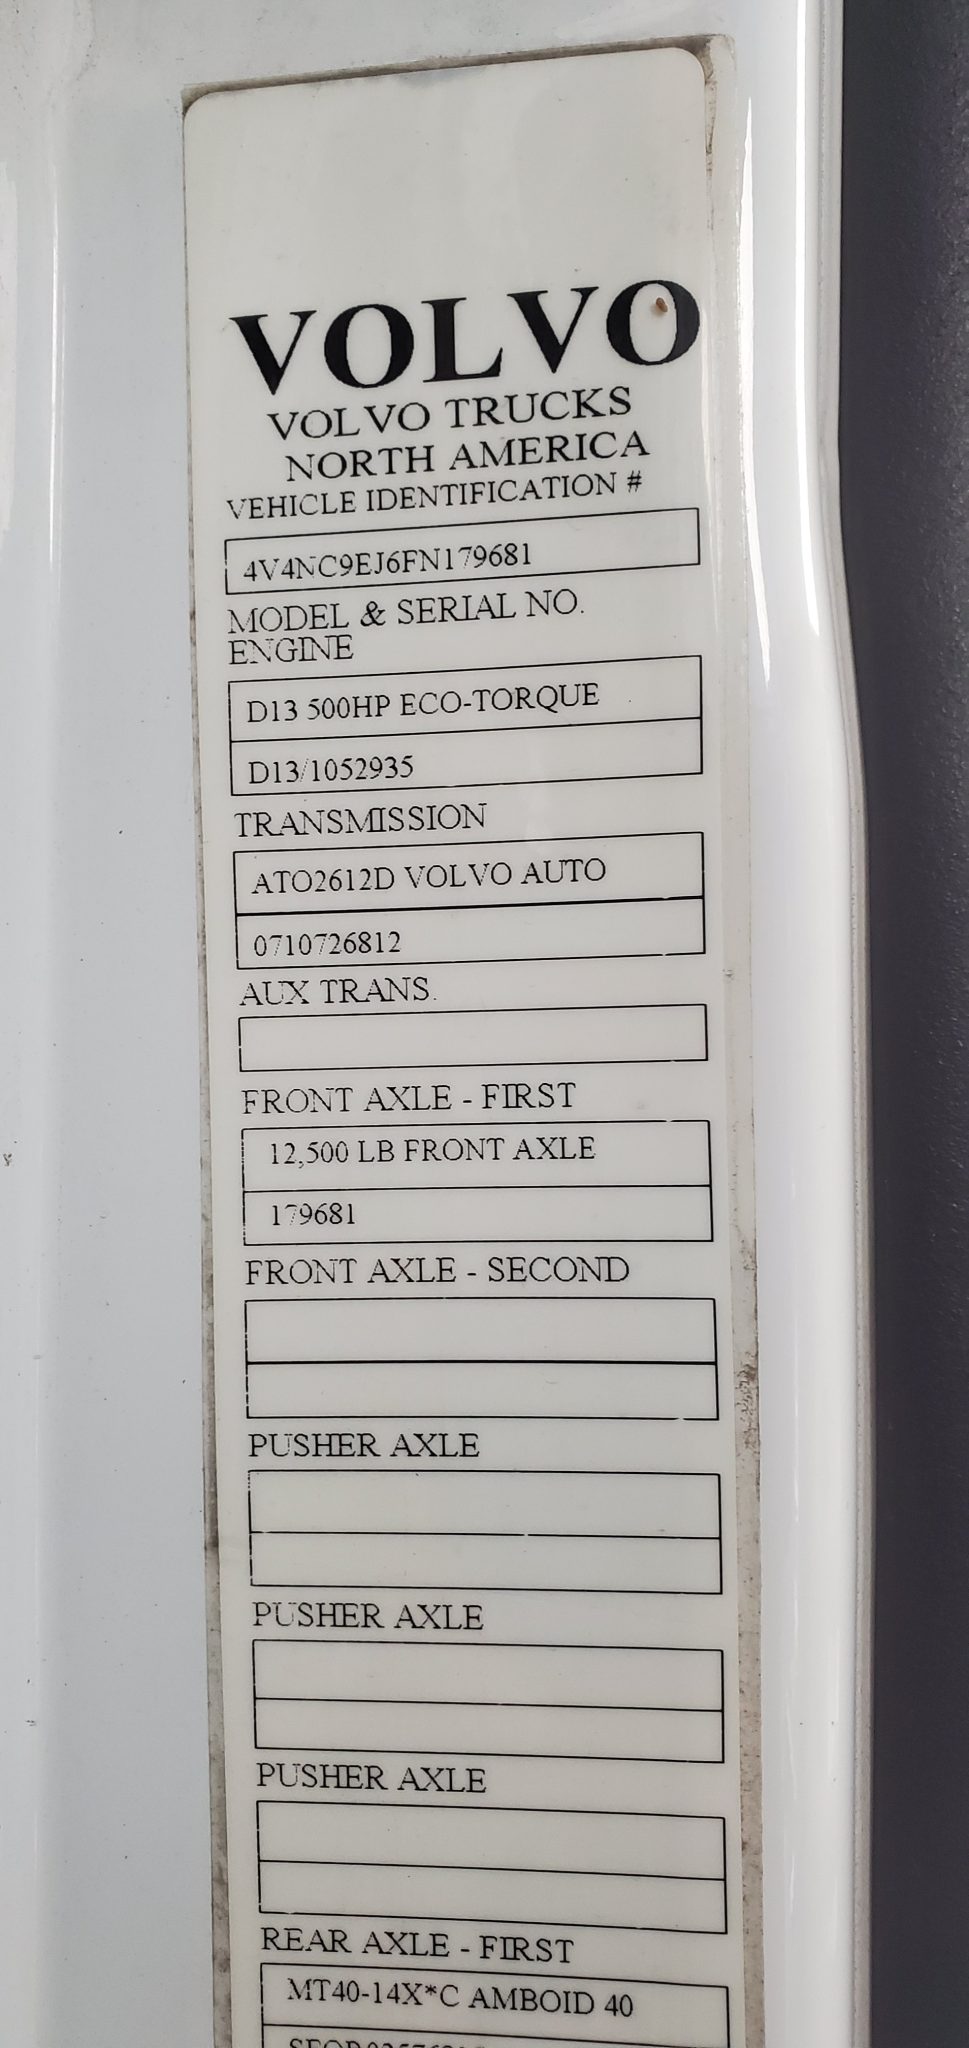 VOLVO
VOLVO TRUCKS
NORTH AMERICA
VEHICLE IDENTIFICATION #
4V4NC9EJ6FN179681
MODEL & SERIAL NO.
ENGINE
D13 500HP ECO-TORQUE
D13/1052935
TRANSMISSION
ATO2612D VOLVO AUTO
0710726812
AUX TRANS.
FRONT AXLE - FIRST
12,500 LB FRONT AXLE
179681
FRONT AXLE - SECOND
PUSHER AXLE
PUSHER AXLE
PUSHER AXLE
REAR AXLE - FIRST
MT40-14X*C AMBOID 40